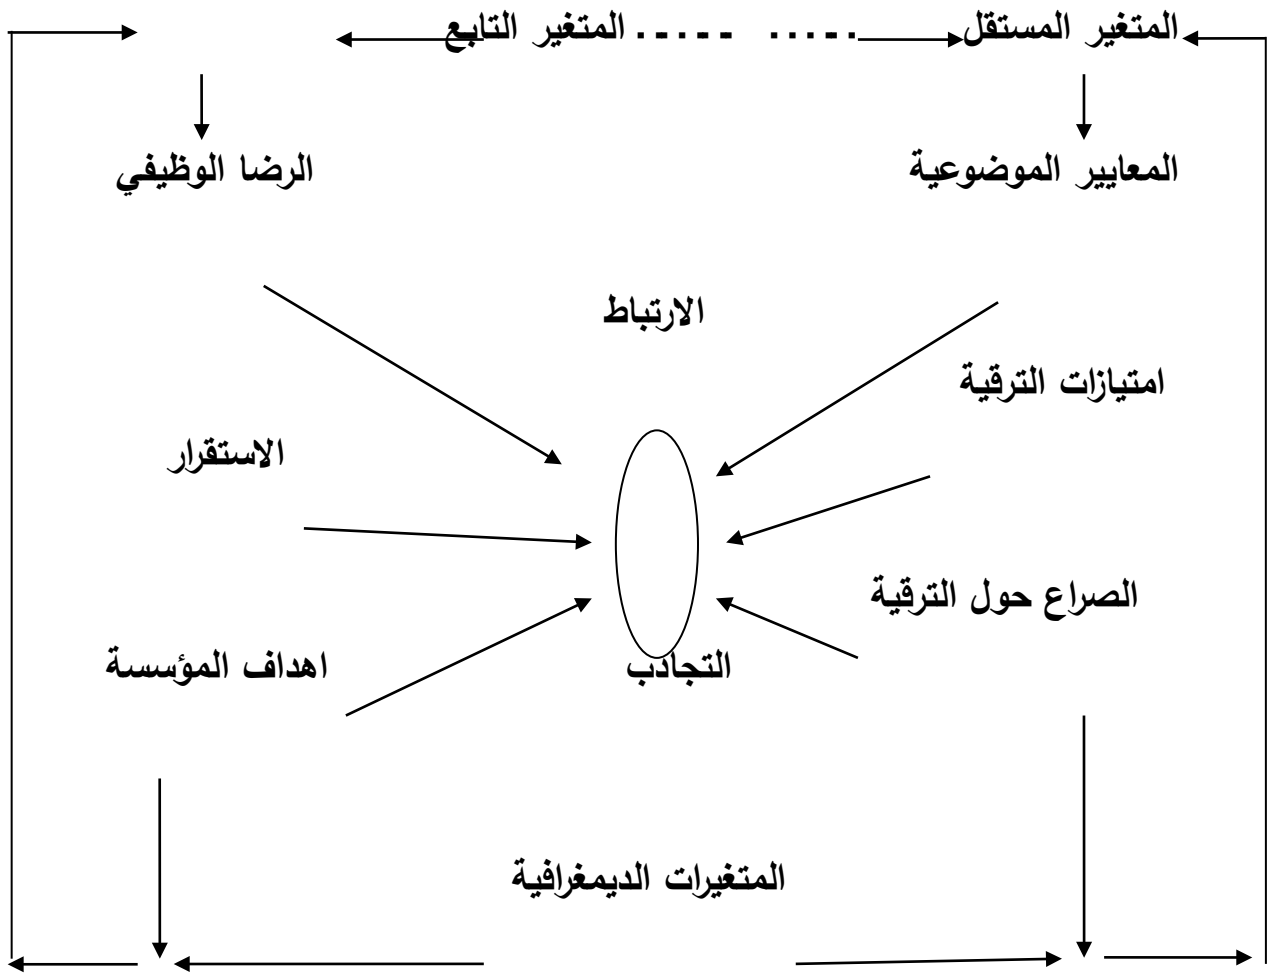 المتغير المستقل ..... ------ المتغير التابع
المعايير الموضوعية الرضا الوظيفي
الارتباط
امتيازات الترقية
الاستقرار
الصراع حول الترقية
اهداف المؤسسة التجادب
المتغيرات الديمغرافية